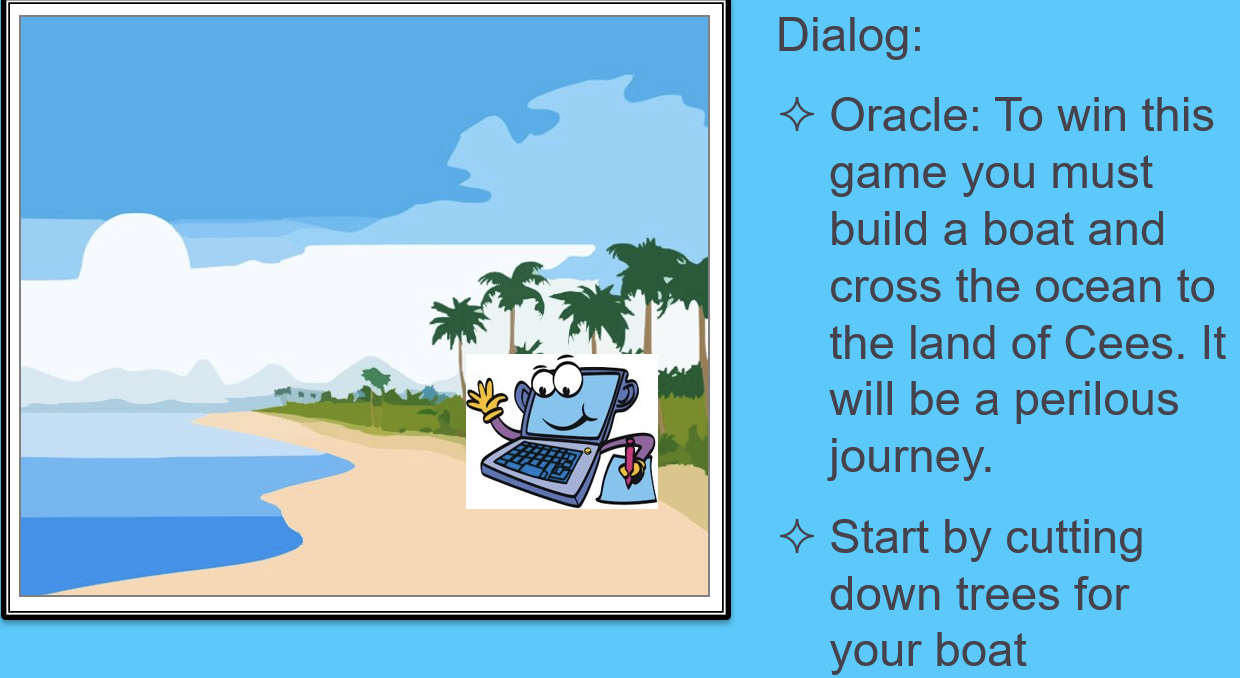 Dialog:
✧ Oracle: To win this
game you must
build a boat and
cross the ocean to
the land of Cees. It
will be a perilous
journey.
✧ Start by cutting
down trees for
your boat